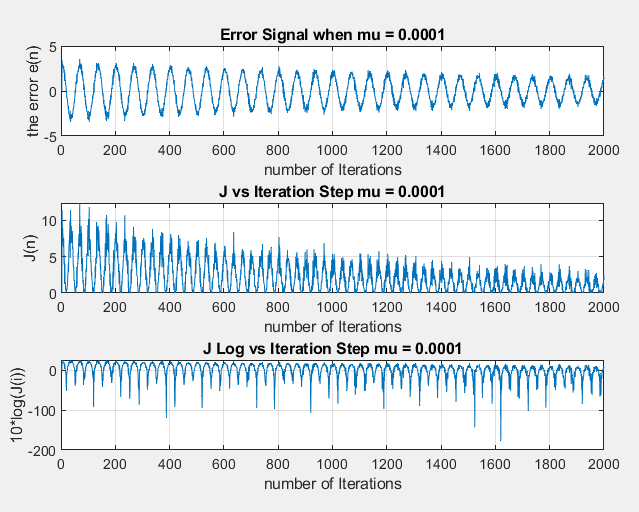 Error Signal when mu = 0.0001
the error e(n)
5
0
-5
0 200 400 600 800 1000 1200 1400 1600 1800 2000
number of Iterations
J vs Iteration Step mu = 0.0001
J(n)
10
5
0
0 200 400 600 800 1000 1200 1400 1600 1800 2000
number of Iterations
J Log vs Iteration Step mu = 0.0001
10*log(J(i))
0
-100
-200
0 200 400 600 800 1000 1200 1400 1600 1800 2000
number of Iterations